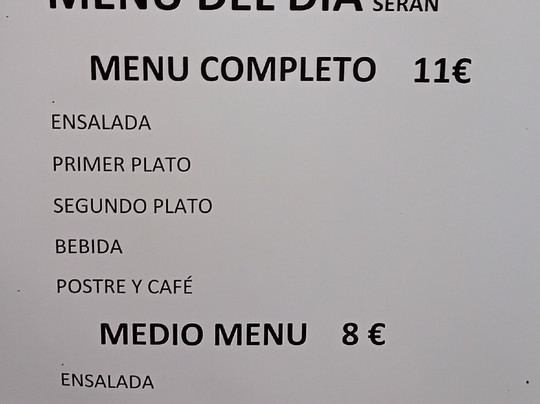 MENU DEL DIA SERAN
MENU COMPLETO 11€
ENSALADA
PRIMER PLATO
SEGUNDO PLATO
BEBIDA
POSTRE Y CAFÉ
MEDIO MENU 8 €
ENSALADA